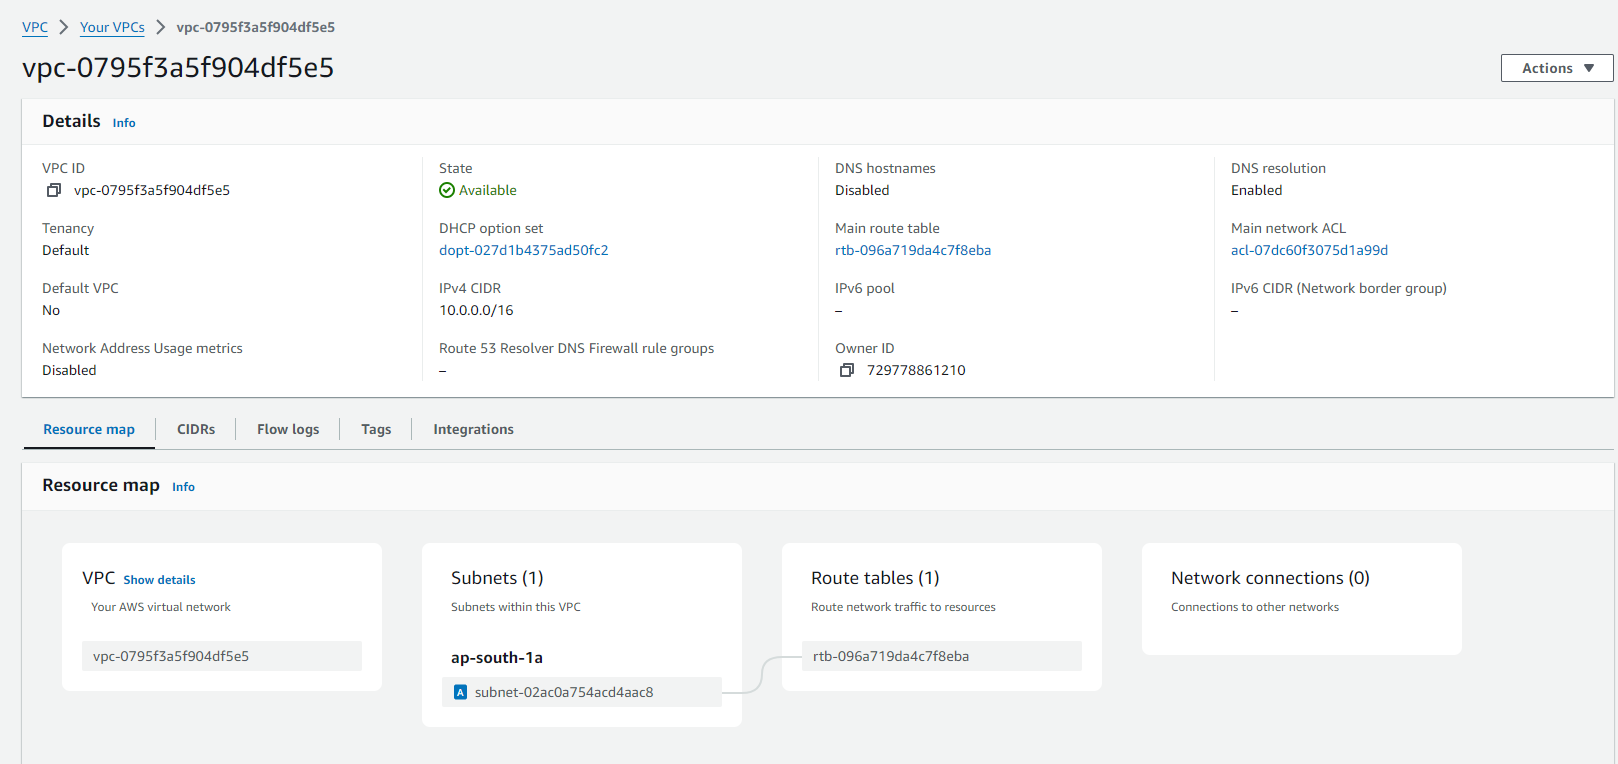 VPC > Your VPCs > vpc-0795f3a5f904df5e5
vpc-0795f3a5f904df5e5
Actions
Details Info
VPC ID
vpc-0795f3a5f904df5e5
State
Available
DNS hostnames
Disabled
DNS resolution
Enabled
Tenancy
Default
DHCP option set
dopt-027d1b4375ad50fc2
Main route table
rtb-096a719da4c7f8eba
Main network ACL
acl-07dc60f3075d1a99d
Default VPC
No
IPv4 CIDR
10.0.0.0/16
IPv6 pool
–
IPv6 CIDR (Network border group)
–
Network Address Usage metrics
Disabled
Route 53 Resolver DNS Firewall rule groups
–
Owner ID
729778861210
Resource map
CIDRs
Flow logs
Tags
Integrations
Resource map Info
VPC Show details
Your AWS virtual network
vpc-0795f3a5f904df5e5
Subnets (1)
Subnets within this VPC
ap-south-1a
A subnet-02ac0a754acd4aac8
Route tables (1)
Route network traffic to resources
rtb-096a719da4c7f8eba
Network connections (0)
Connections to other networks